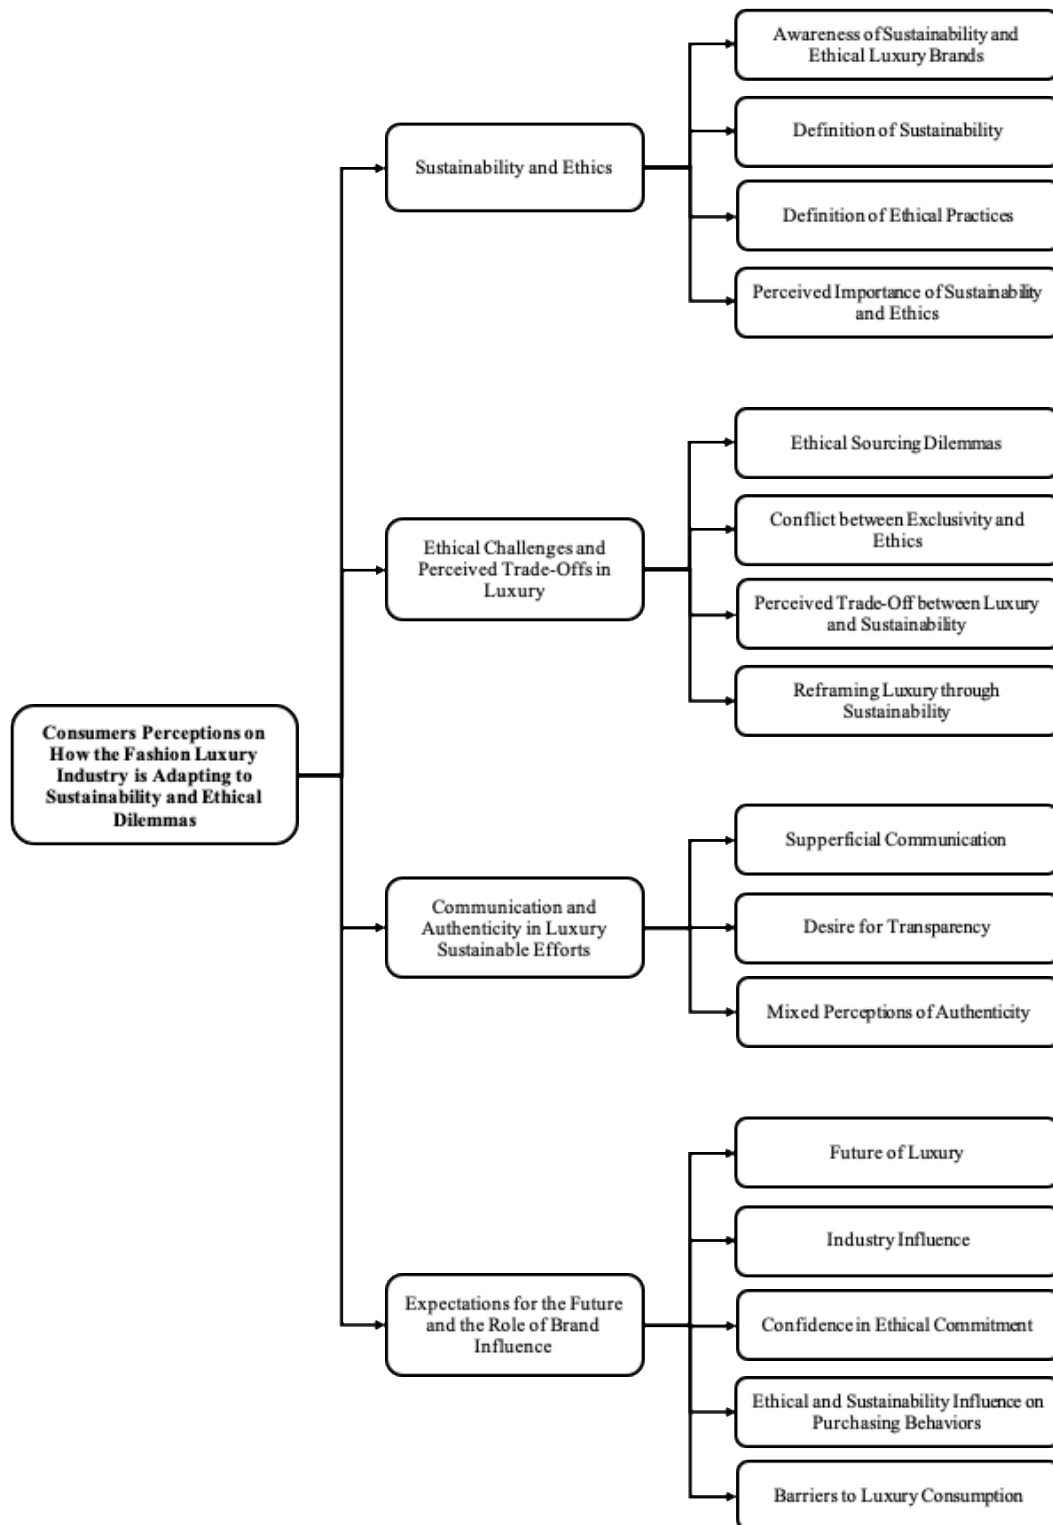 Awareness of Sustainability and
Ethical Luxury Brands
Definition of Sustainability
Sustainability and Ethics
Definition of Ethical Practices
Perceived Importance of Sustainability
and Ethics
Ethical Sourcing Dilemmas
Conflict between Exclusivity and
Ethics
Ethical Challenges and
Perceived Trade-Offs in
Luxury
Perceived Trade-Off between Luxury
and Sustainability
Reframing Luxury through
Sustainability
Consumers Perceptions on
How the Fashion Luxury
Industry is Adapting to
Sustainability and Ethical
Dilemmas
Supperficial Communication
Communication and
Authenticity in Luxury
Sustainable Efforts
Desire for Transparency
Mixed Perceptions of Authenticity
Future of Luxury
Industry Influence
Expectations for the Future
and the Role of Brand
Influence
Confidence in Ethical Commitment
Ethical and Sustainability Influence on
Purchasing Behaviors
Barriers to Luxury Consumption